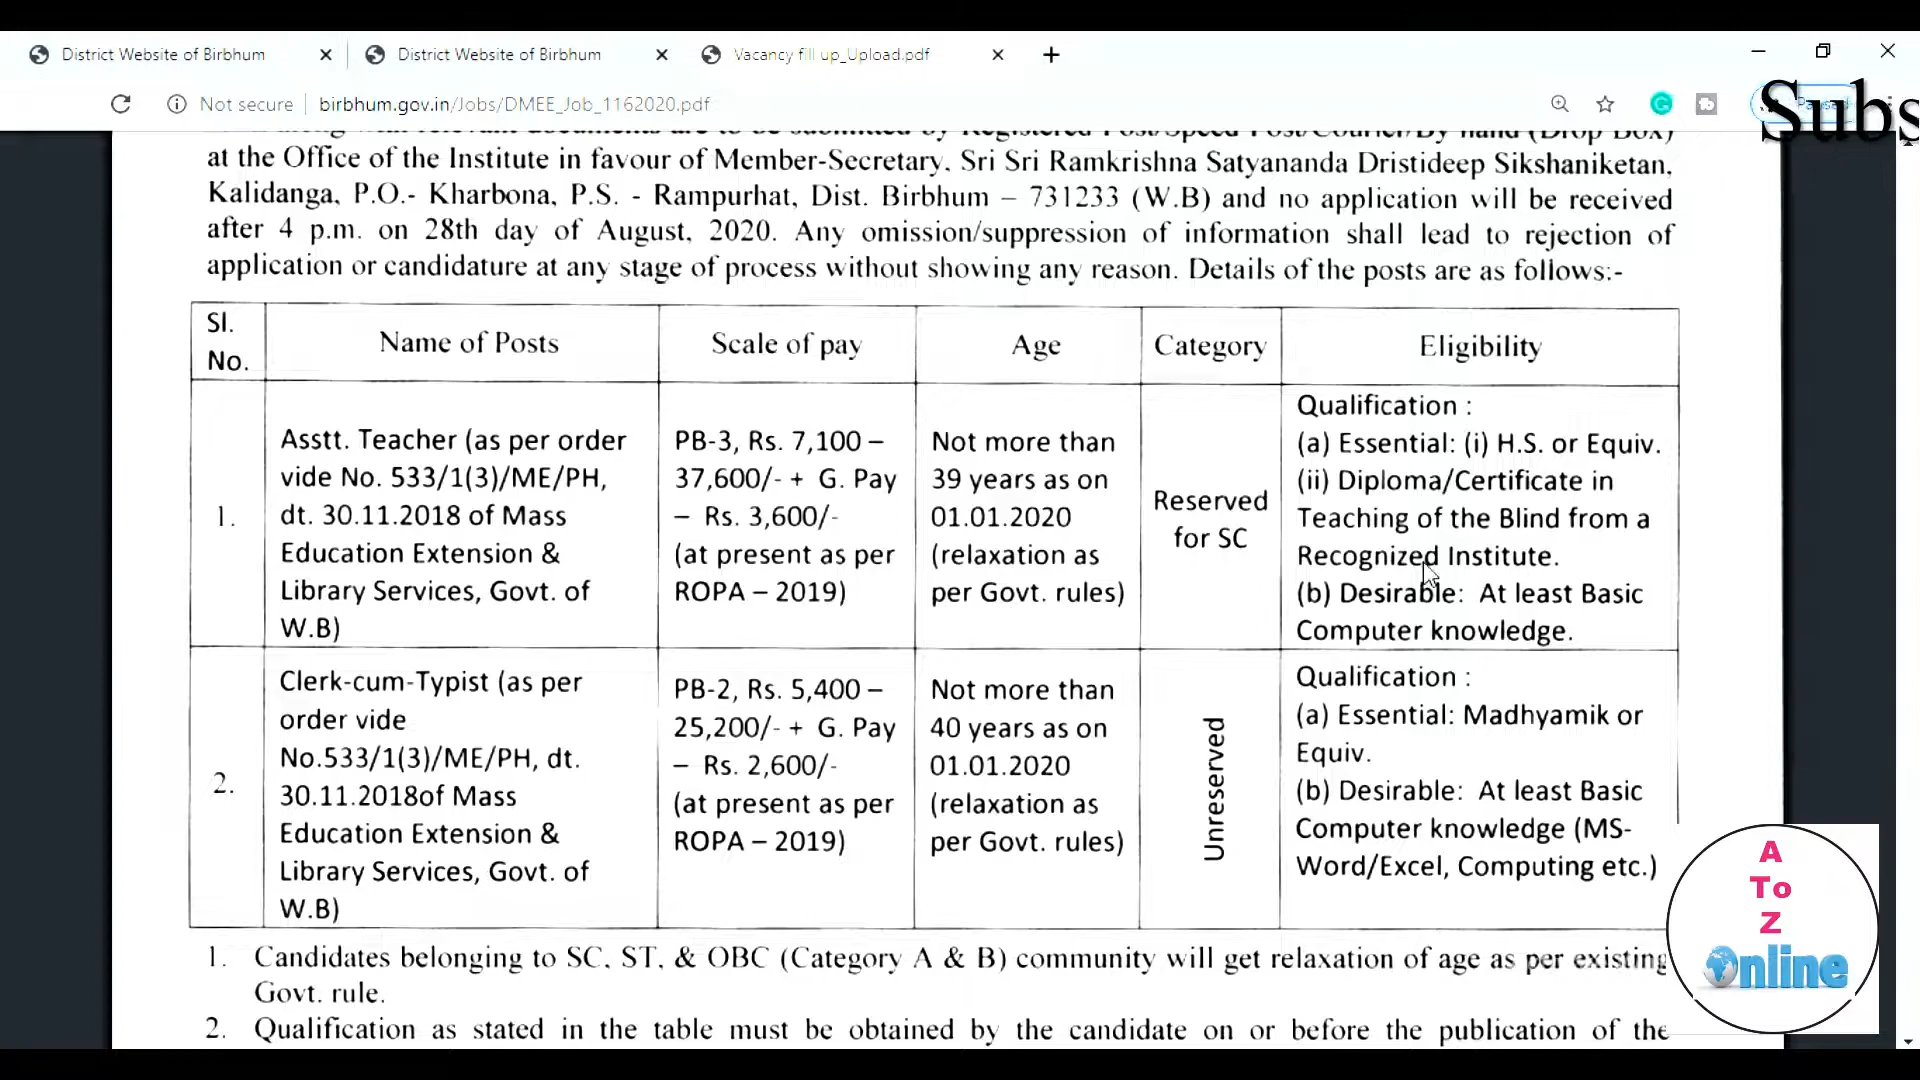 District Website of Birbhum
District Website of Birbhum
Vacancy fill up_Upload.pdf
Not secure
birbhum.gov.in/Jobs/DMEE_Job_1162020.pdf
Paused
Subs
at the Office of the Institute in favour of Member-Secretary, Sri Sri Ramkrishna Satyananda Dristideep Sikshaniketan,
Kalidanga, P.O.- Kharbona, P.S. - Rampurhat, Dist. Birbhum – 731233 (W.B) and no application will be received
after 4 p.m. on 28th day of August, 2020. Any omission/suppression of information shall lead to rejection of
application or candidature at any stage of process without showing any reason. Details of the posts are as follows:-
Sl.
No.
Name of Posts
Scale of pay
Age
Category
Eligibility
1.
Asstt. Teacher (as per order
vide No. 533/1(3)/ME/PH,
dt. 30.11.2018 of Mass
Education Extension &
Library Services, Govt. of
W.B)
PB-3, Rs. 7,100 –
37,600/- + G. Pay
– Rs. 3,600/-
(at present as per
ROPA – 2019)
Not more than
39 years as on
01.01.2020
(relaxation as
per Govt. rules)
Reserved
for SC
Qualification :
(a) Essential: (i) H.S. or Equiv.
(ii) Diploma/Certificate in
Teaching of the Blind from a
Recognized Institute.
(b) Desirable: At least Basic
Computer knowledge.
2.
Clerk-cum-Typist (as per
order vide
No.533/1(3)/ME/PH, dt.
30.11.2018of Mass
Education Extension &
Library Services, Govt. of
W.B)
PB-2, Rs. 5,400 –
25,200/- + G. Pay
– Rs. 2,600/-
(at present as per
ROPA – 2019)
Not more than
40 years as on
01.01.2020
(relaxation as
per Govt. rules)
Unreserved
Qualification :
(a) Essential: Madhyamik or
Equiv.
(b) Desirable: At least Basic
Computer knowledge (MS-
Word/Excel, Computing etc.)
1. Candidates belonging to SC, ST, & OBC (Category A & B) community will get relaxation of age as per existing
Govt. rule.
2. Qualification as stated in the table must be obtained by the candidate on or before the publication of the
A
To
Z
Online